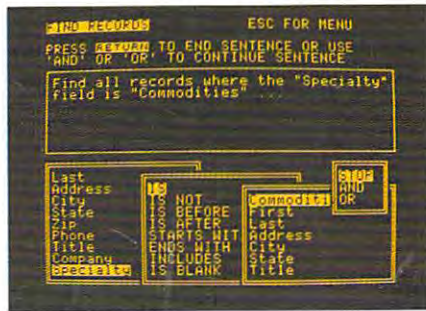 FIND RECORDS ESC FOR MENU
PRESS RETURN TO END SENTENCE OR USE
'AND' OR 'OR' TO CONTINUE SENTENCE
Find all records where the "Specialty"
field is "Commodities" ...
Last
Address
City
State
Zip
Phone
Title
Company
Specialty
IS
IS NOT
IS BEFORE
IS AFTER
STARTS WIT
ENDS WITH
INCLUDES
IS BLANK
Commoditi
First
Last
Address
City
State
Title
STOP
AND
OR